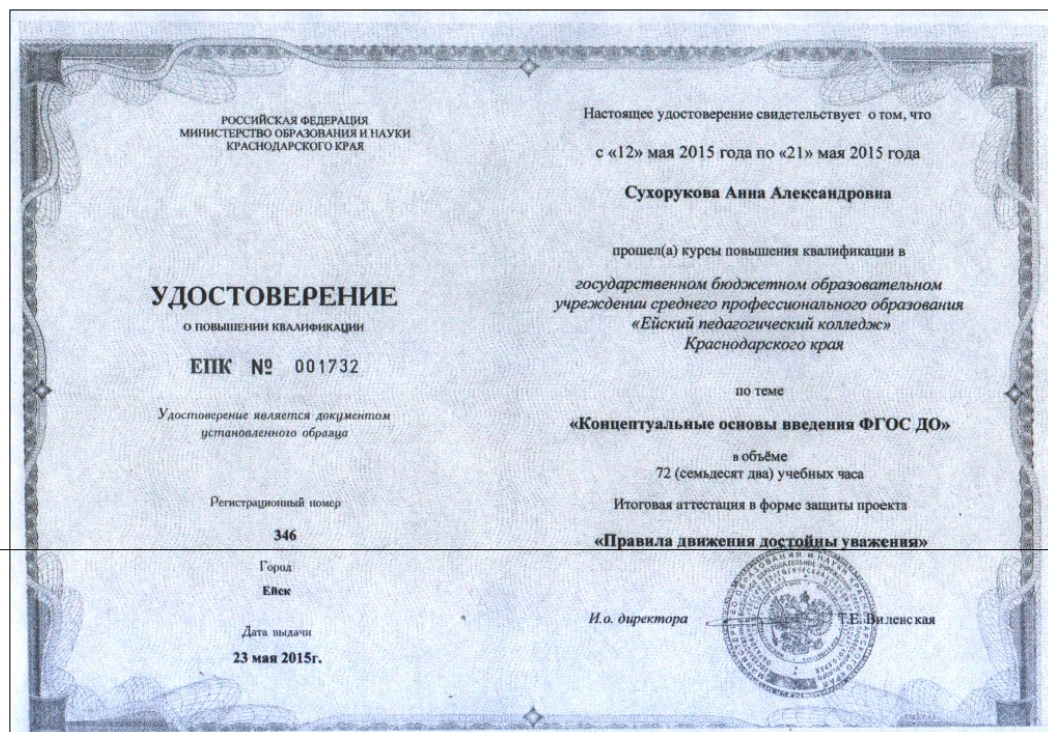 РОССИЙСКАЯ ФЕДЕРАЦИЯ
МИНИСТЕРСТВО ОБРАЗОВАНИЯ И НАУКИ
КРАСНОДАРСКОГО КРАЯ
УДОСТОВЕРЕНИЕ
О ПОВЫШЕНИИ КВАЛИФИКАЦИИ
ЕПК № 001732
Удостоверение является документом
установленного образца
Регистрационный номер
346
Город
Ейск
Дата выдачи
23 мая 2015г.
Настоящее удостоверение свидетельствует о том, что
с «12» мая 2015 года по «21» мая 2015 года
Сухорукова Анна Александровна
прошел(а) курсы повышения квалификации в
государственном бюджетном образовательном
учреждении среднего профессионального образования
«Ейский педагогический колледж»
Краснодарского края
по теме
«Концептуальные основы введения ФГОС ДО»
в объёме
72 (семьдесят два) учебных часа
Итоговая аттестация в форме защиты проекта
«Правила движения достойны уважения»
И.о. директора Т.Е. Виленская